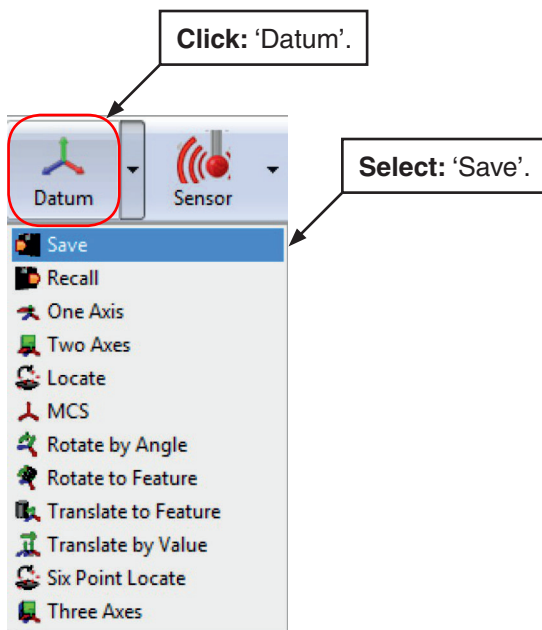 Click: ‘Datum’.
Select: ‘Save’.
Datum
Sensor
Save
Recall
One Axis
Two Axes
Locate
MCS
Rotate by Angle
Rotate to Feature
Translate to Feature
Translate by Value
Six Point Locate
Three Axes